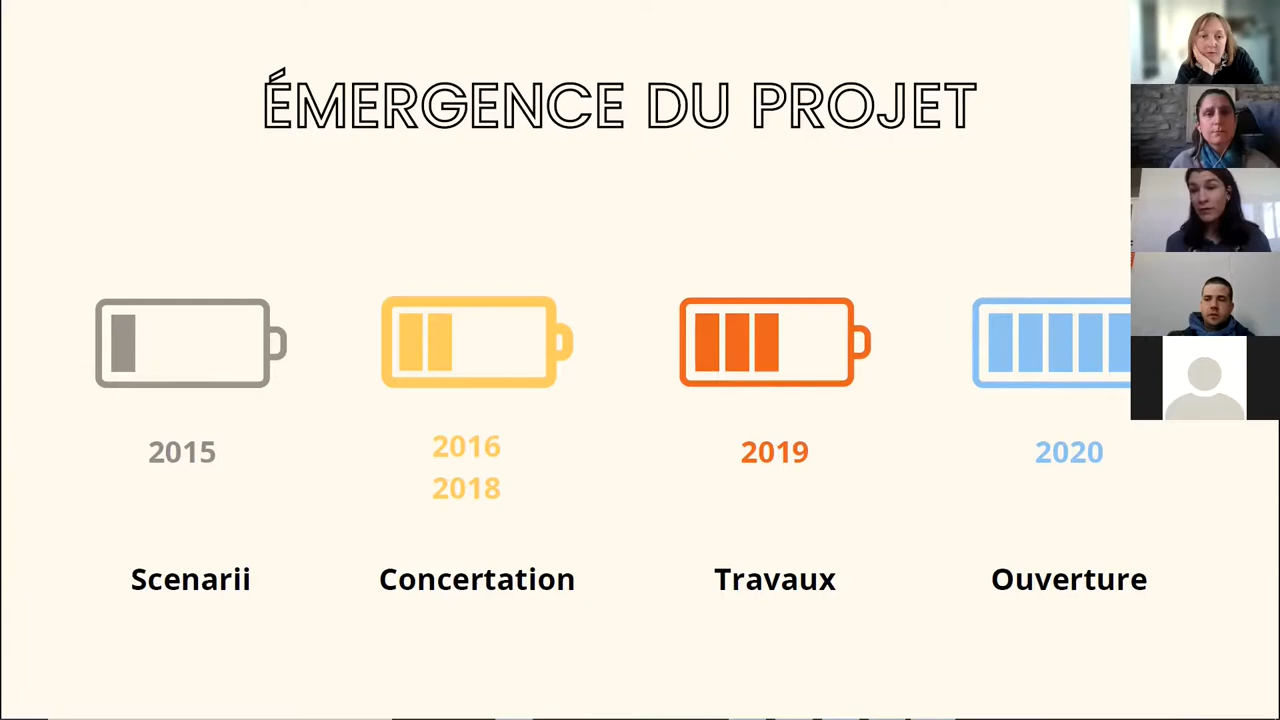 ÉMERGENCE DU PROJET
2015
2016
2018
2019
2020
Scenarii
Concertation
Travaux
Ouverture